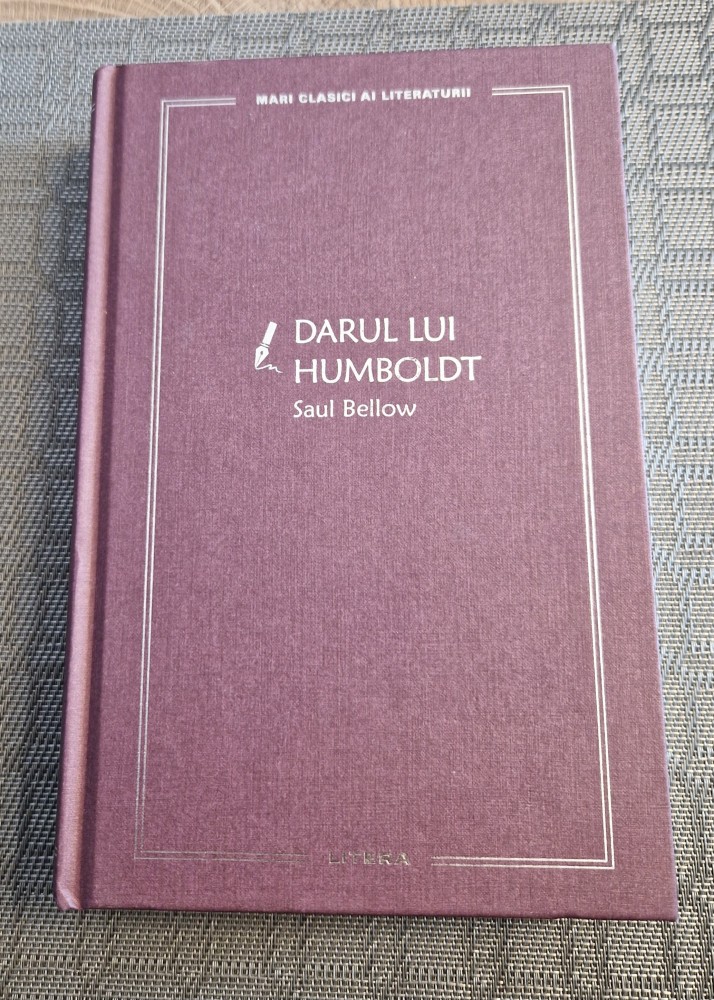 MARI CLASICI AI LITERATURII
DARUL LUI
HUMBOLDT
Saul Bellow
LITERA